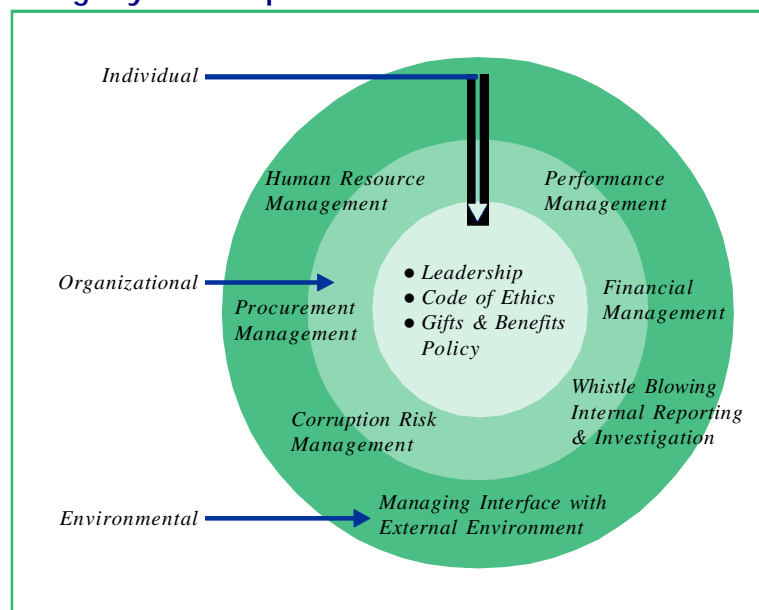 Individual
Human Resource
Management
Performance
Management
Organizational
● Leadership
● Code of Ethics
● Gifts & Benefits
Policy
Procurement
Management
Financial
Management
Whistle Blowing
Internal Reporting
& Investigation
Corruption Risk
Management
Environmental
Managing Interface with
External Environment